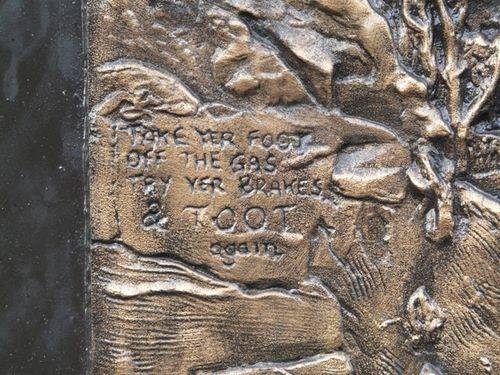 TAKE YER FOOT
OFF THE GAS
TRY YER BRAKES
& TOOT
again